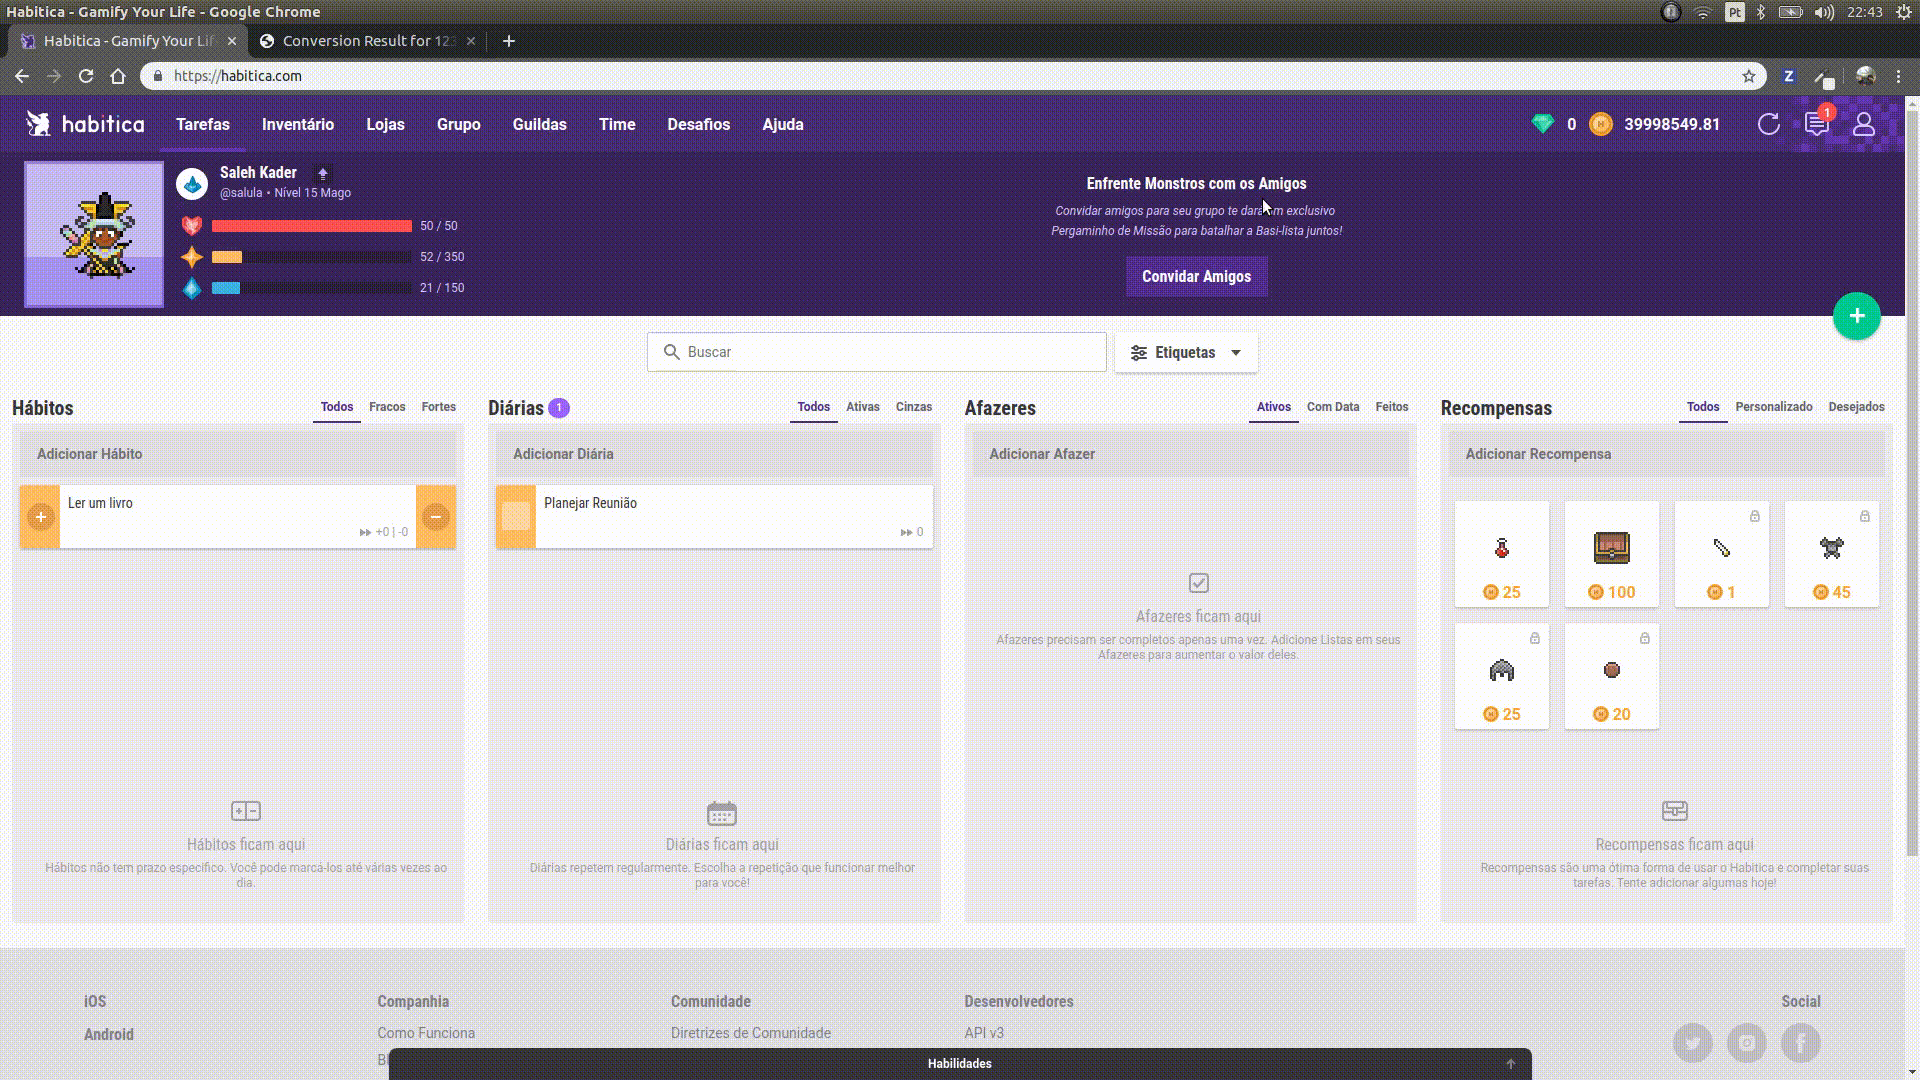 Habitica - Gamify Your Life - Google Chrome
Pt
22:43
Habitica - Gamify Your Lif
Conversion Result for 123
https://habitica.com
Z
habitica
Tarefas
Inventário
Lojas
Grupo
Guildas
Time
Desafios
Ajuda
0
39998549.81
1
Saleh Kader
@salula • Nível 15 Mago
50 / 50
52 / 350
21 / 150
Enfrente Monstros com os Amigos
Convidar amigos para seu grupo te exclusivo
Pergaminho de Missão para batalhar a Basi-lista juntos!
Convidar Amigos
Buscar
Etiquetas
Hábitos
Todos
Fracos
Fortes
Adicionar Hábito
Ler um livro
+0 | -0
Hábitos ficam aqui
Hábitos não tem prazo específico. Você pode marcá-los até várias vezes ao
dia.
Diárias 1
Todos
Ativas
Cinzas
Adicionar Diária
Planejar Reunião
0
Diárias ficam aqui
Diárias repetem regularmente. Escolha a repetição que funcionar melhor
para você!
Afazeres
Ativos
Com Data
Feitos
Adicionar Afazer
Afazeres ficam aqui
Afazeres precisam ser completos apenas uma vez. Adicione Listas em seus
Afazeres para aumentar o valor deles.
Recompensas
Todos
Personalizado
Desejados
Adicionar Recompensa
25
100
1
45
25
20
Recompensas ficam aqui
Recompensas são uma ótima forma de usar o Habitica e completar suas
tarefas. Tente adicionar algumas hoje!
iOS
Android
Companhia
Como Funciona
Comunidade
Diretrizes de Comunidade
Desenvolvedores
API v3
Social
Habilidades